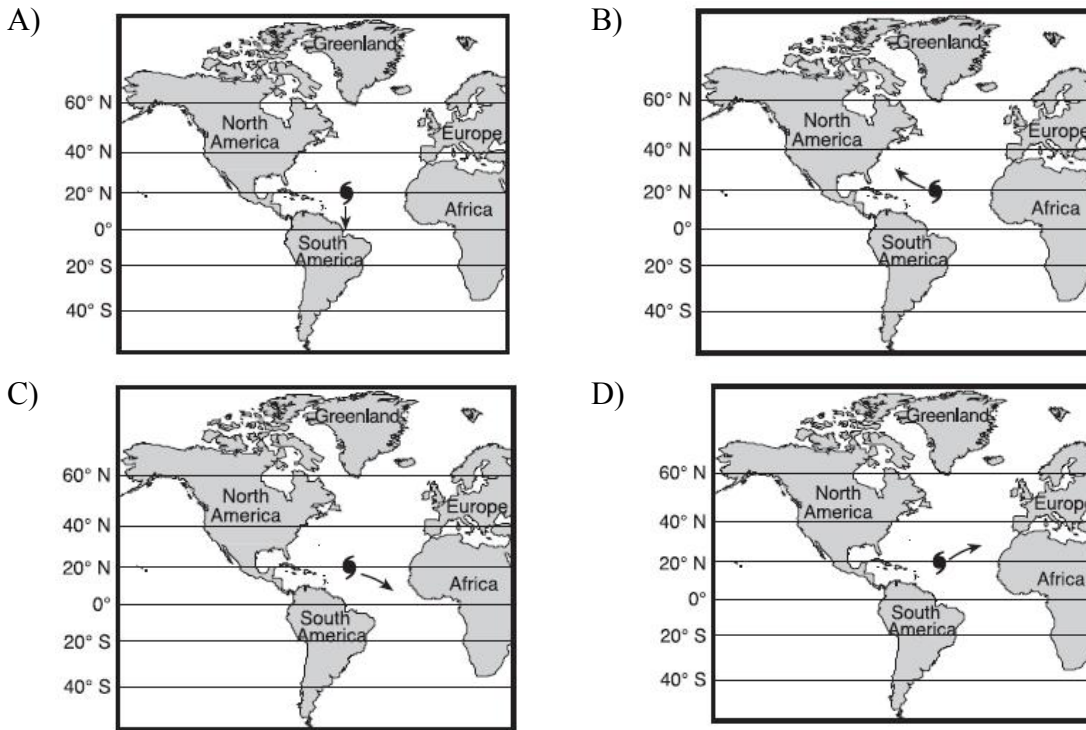 A)
Greenland
60° N
North
America
Europe
40° N
20° N
Africa
0°
South
America
20° S
40° S
B)
Greenland
60° N
North
America
Europe
40° N
20° N
Africa
0°
South
America
20° S
40° S
C)
Greenland
60° N
North
America
Europe
40° N
20° N
Africa
0°
South
America
20° S
40° S
D)
Greenland
60° N
North
America
Europe
40° N
20° N
Africa
0°
South
America
20° S
40° S